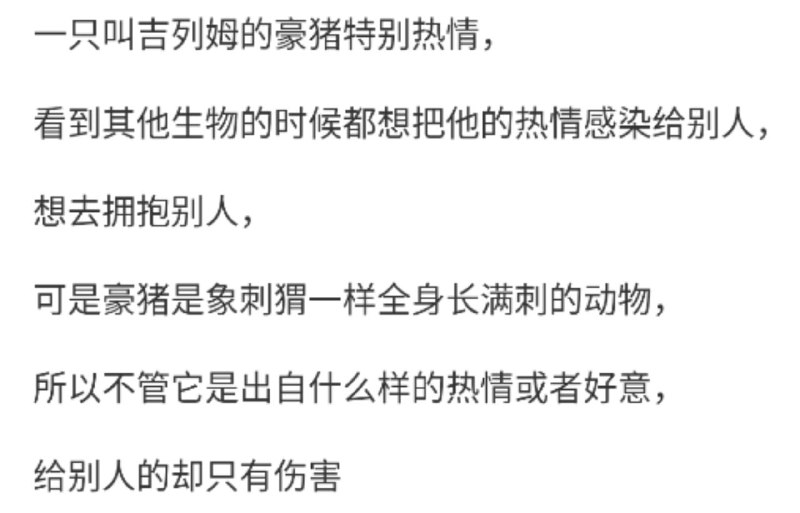 一只叫吉列姆的豪猪特别热情，
看到其他生物的时候都想把他的热情感染给别人，
想去拥抱别人，
可是豪猪是象刺猬一样全身长满刺的动物，
所以不管它是出自什么样的热情或者好意，
给别人的却只有伤害